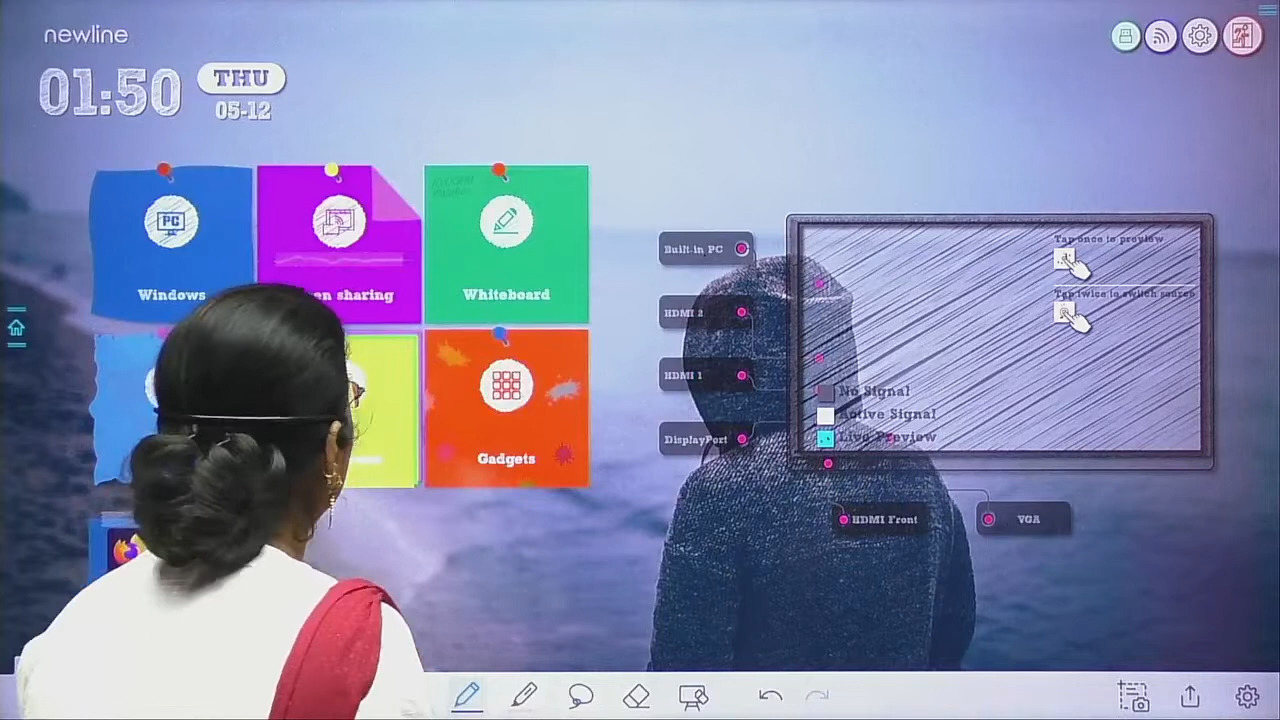 newline
01:50
THU
05-12
PC
Windows
en sharing
Whiteboard
Gadgets
Built-in PC
HDMI 2
HDMI 1
DisplayPort
Tap once to preview
Tap twice to switch source
No Signal
Active Signal
Live Preview
HDMI Front
VGA